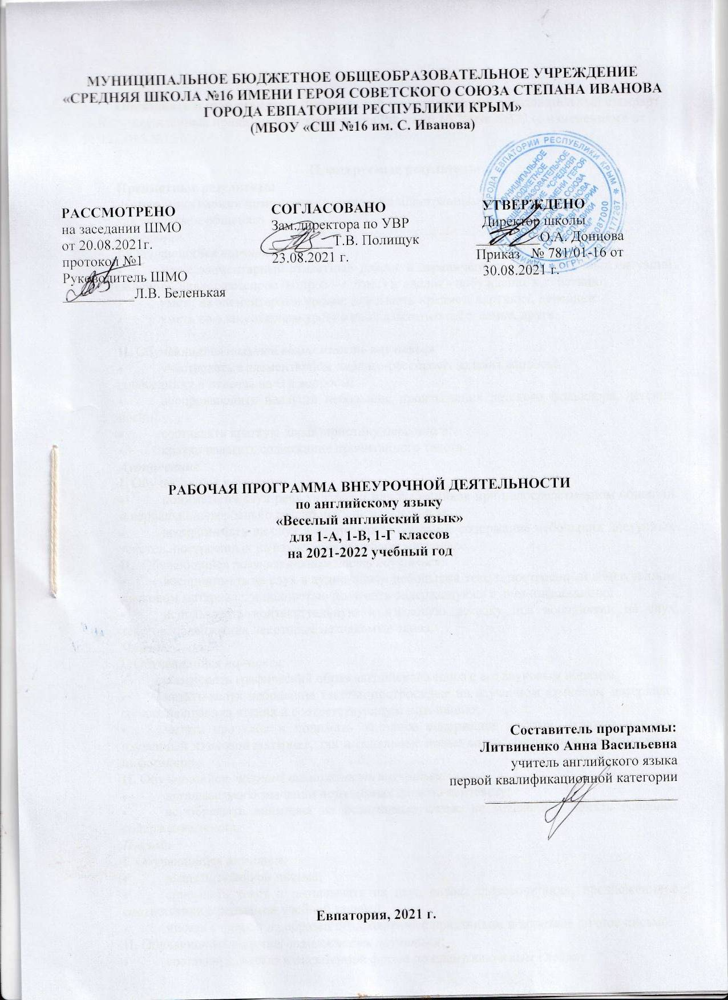 МУНИЦИПАЛЬНОЕ БЮДЖЕТНОЕ ОБЩЕОБРАЗОВАТЕЛЬНОЕ УЧРЕЖДЕНИЕ
«СРЕДНЯЯ ШКОЛА №16 ИМЕНИ ГЕРОЯ СОВЕТСКОГО СОЮЗА СТЕПАНА ИВАНОВА
ГОРОДА ЕВПАТОРИИ РЕСПУБЛИКИ КРЫМ»
(МБОУ «СШ №16 им. С. Иванова)
РАССМОТРЕНО
на заседании ШМО
от 20.08.2021г.
протокол №1
Руководитель ШМО
Л.В. Беленькая
СОГЛАСОВАНО
Зам.директора по УВР
Т.В. Полищук
23.08.2021 г.
УТВЕРЖДЕНО
Директор школы
О.А. Донцова
Приказ № 781/01-16 от
30.08.2021 г.
РАБОЧАЯ ПРОГРАММА ВНЕУРОЧНОЙ ДЕЯТЕЛЬНОСТИ
по английскому языку
«Веселый английский язык»
для 1-А, 1-В, 1-Г классов
на 2021-2022 учебный год
Составитель программы:
Литвиненко Анна Васильевна
учитель английского языка
первой квалификационной категории
Евпатория, 2021 г.